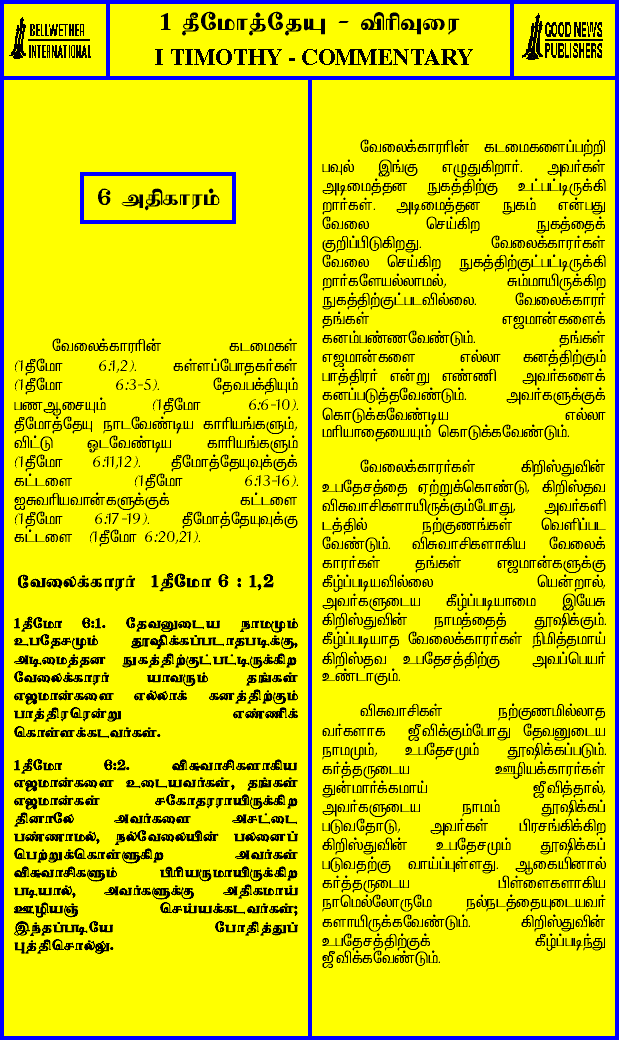 BELLWETHER
INTERNATIONAL
1 தீமோத்தேயு - விரிவுரை
I TIMOTHY - COMMENTARY
GOOD NEWS
PUBLISHERS
6 அதிகாரம்
வேலைக்காரரின் கடமைகள்
(1தீமோ 6:1,2). கள்ளப்போதகர்கள்
(1தீமோ 6:3-5). தேவபக்தியும்
பணஆசையும் (1தீமோ 6:6-10).
தீமோத்தேயு நாடவேண்டிய காரியங்களும்,
விட்டு ஓடவேண்டிய காரியங்களும்
(1தீமோ 6:11,12). தீமோத்தேயுவுக்குக்
கட்டளை (1தீமோ 6:13-16).
ஐசுவரியவான்களுக்குக் கட்டளை
(1தீமோ 6:17-19). தீமோத்தேயுவுக்கு
கட்டளை (1தீமோ 6:20,21).
வேலைக்காரர் 1தீமோ 6 : 1,2
1தீமோ 6:1. தேவனுடைய நாமமும்
உபதேசமும் தூஷிக்கப்படாதபடிக்கு,
அடிமைத்தன நுகத்திற்குட்பட்டிருக்கிற
வேலைக்காரர் யாவரும் தங்கள்
எஜமான்களை எல்லாக் கனத்திற்கும்
பாத்திரரென்று எண்ணிக்
கொள்ளக்கடவர்கள்.
1தீமோ 6:2. விசுவாசிகளாகிய
எஜமான்களை உடையவர்கள், தங்கள்
எஜமான்கள் சகோதரராயிருக்கிற
தினாலே அவர்களை அசட்டை
பண்ணாமல், நல்வேலையின் பலனைப்
பெற்றுக்கொள்ளுகிற அவர்கள்
விசுவாசிகளும் பிரியருமாயிருக்கிற
படியால், அவர்களுக்கு அதிகமாய்
ஊழியஞ் செய்யக்கடவர்கள்;
இந்தப்படியே போதித்துப்
புத்திசொல்லு.
வேலைக்காரரின் கடமைகளைப்பற்றி
பவுல் இங்கு எழுதுகிறார். அவர்கள்
அடிமைத்தன நுகத்திற்கு உட்பட்டிருக்கி
றார்கள். அடிமைத்தன நுகம் என்பது
வேலை செய்கிற நுகத்தைக்
குறிப்பிடுகிறது. வேலைக்காரர்கள்
வேலை செய்கிற நுகத்திற்குட்பட்டிருக்கி
றார்களேயல்லாமல், சும்மாயிருக்கிற
நுகத்திற்குட்படவில்லை. வேலைக்காரர்
தங்கள் எஜமான்களைக்
கனம்பண்ணவேண்டும். தங்கள்
எஜமான்களை எல்லா கனத்திற்கும்
பாத்திரர் என்று எண்ணி அவர்களைக்
கனப்படுத்தவேண்டும். அவர்களுக்குக்
கொடுக்கவேண்டிய எல்லா
மரியாதையையும் கொடுக்கவேண்டும்.
வேலைக்காரர்கள் கிறிஸ்துவின்
உபதேசத்தை ஏற்றுக்கொண்டு, கிறிஸ்தவ
விசுவாசிகளாயிருக்கும்போது, அவர்களி
டத்தில் நற்குணங்கள் வெளிப்பட
வேண்டும். விசுவாசிகளாகிய வேலைக்
காரர்கள் தங்கள் எஜமான்களுக்கு
கீழ்ப்படியவில்லை யென்றால்,
அவர்களுடைய கீழ்ப்படியாமை இயேசு
கிறிஸ்துவின் நாமத்தைத் தூஷிக்கும்.
கீழ்ப்படியாத வேலைக்காரர்கள் நிமித்தமாய்
கிறிஸ்தவ உபதேசத்திற்கு அவப்பெயர்
உண்டாகும்.
விசுவாசிகள் நற்குணமில்லாத
வர்களாக ஜீவிக்கும்போது தேவனுடைய
நாமமும், உபதேசமும் தூஷிக்கப்படும்.
கர்த்தருடைய ஊழியக்காரர்கள்
துன்மார்க்கமாய் ஜீவித்தால்,
அவர்களுடைய நாமம் தூஷிக்கப்
படுவதோடு, அவர்கள் பிரசங்கிக்கிற
கிறிஸ்துவின் உபதேசமும் தூஷிக்கப்
படுவதற்கு வாய்ப்புள்ளது. ஆகையினால்
கர்த்தருடைய பிள்ளைகளாகிய
நாமெல்லோருமே நல்நடத்தையுடையவர்
களாயிருக்கவேண்டும். கிறிஸ்துவின்
உபதேசத்திற்குக் கீழ்ப்படிந்து
ஜீவிக்கவேண்டும்.